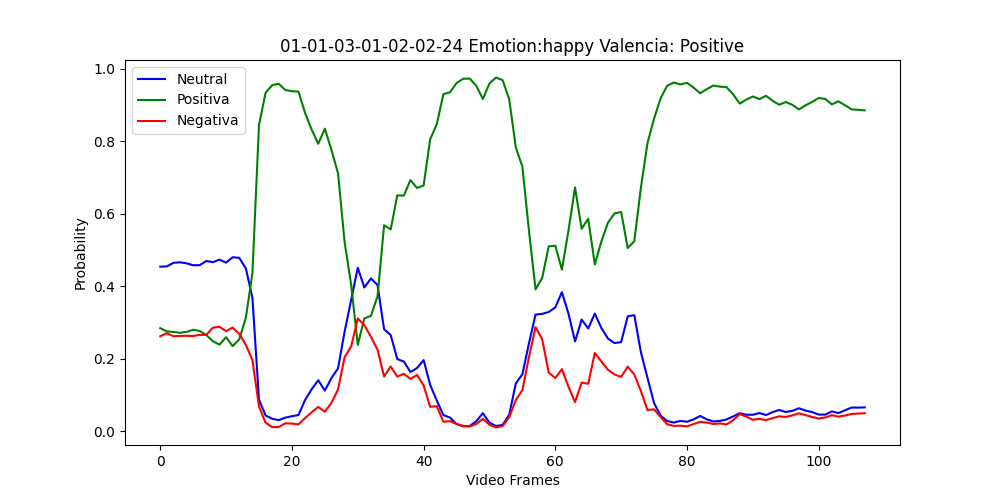 01-01-03-01-02-02-24 Emotion:happy Valencia: Positive
Neutral
Positiva
Negativa
Probability
1.0
0.8
0.6
0.4
0.2
0.0
0 20 40 60 80 100
Video Frames